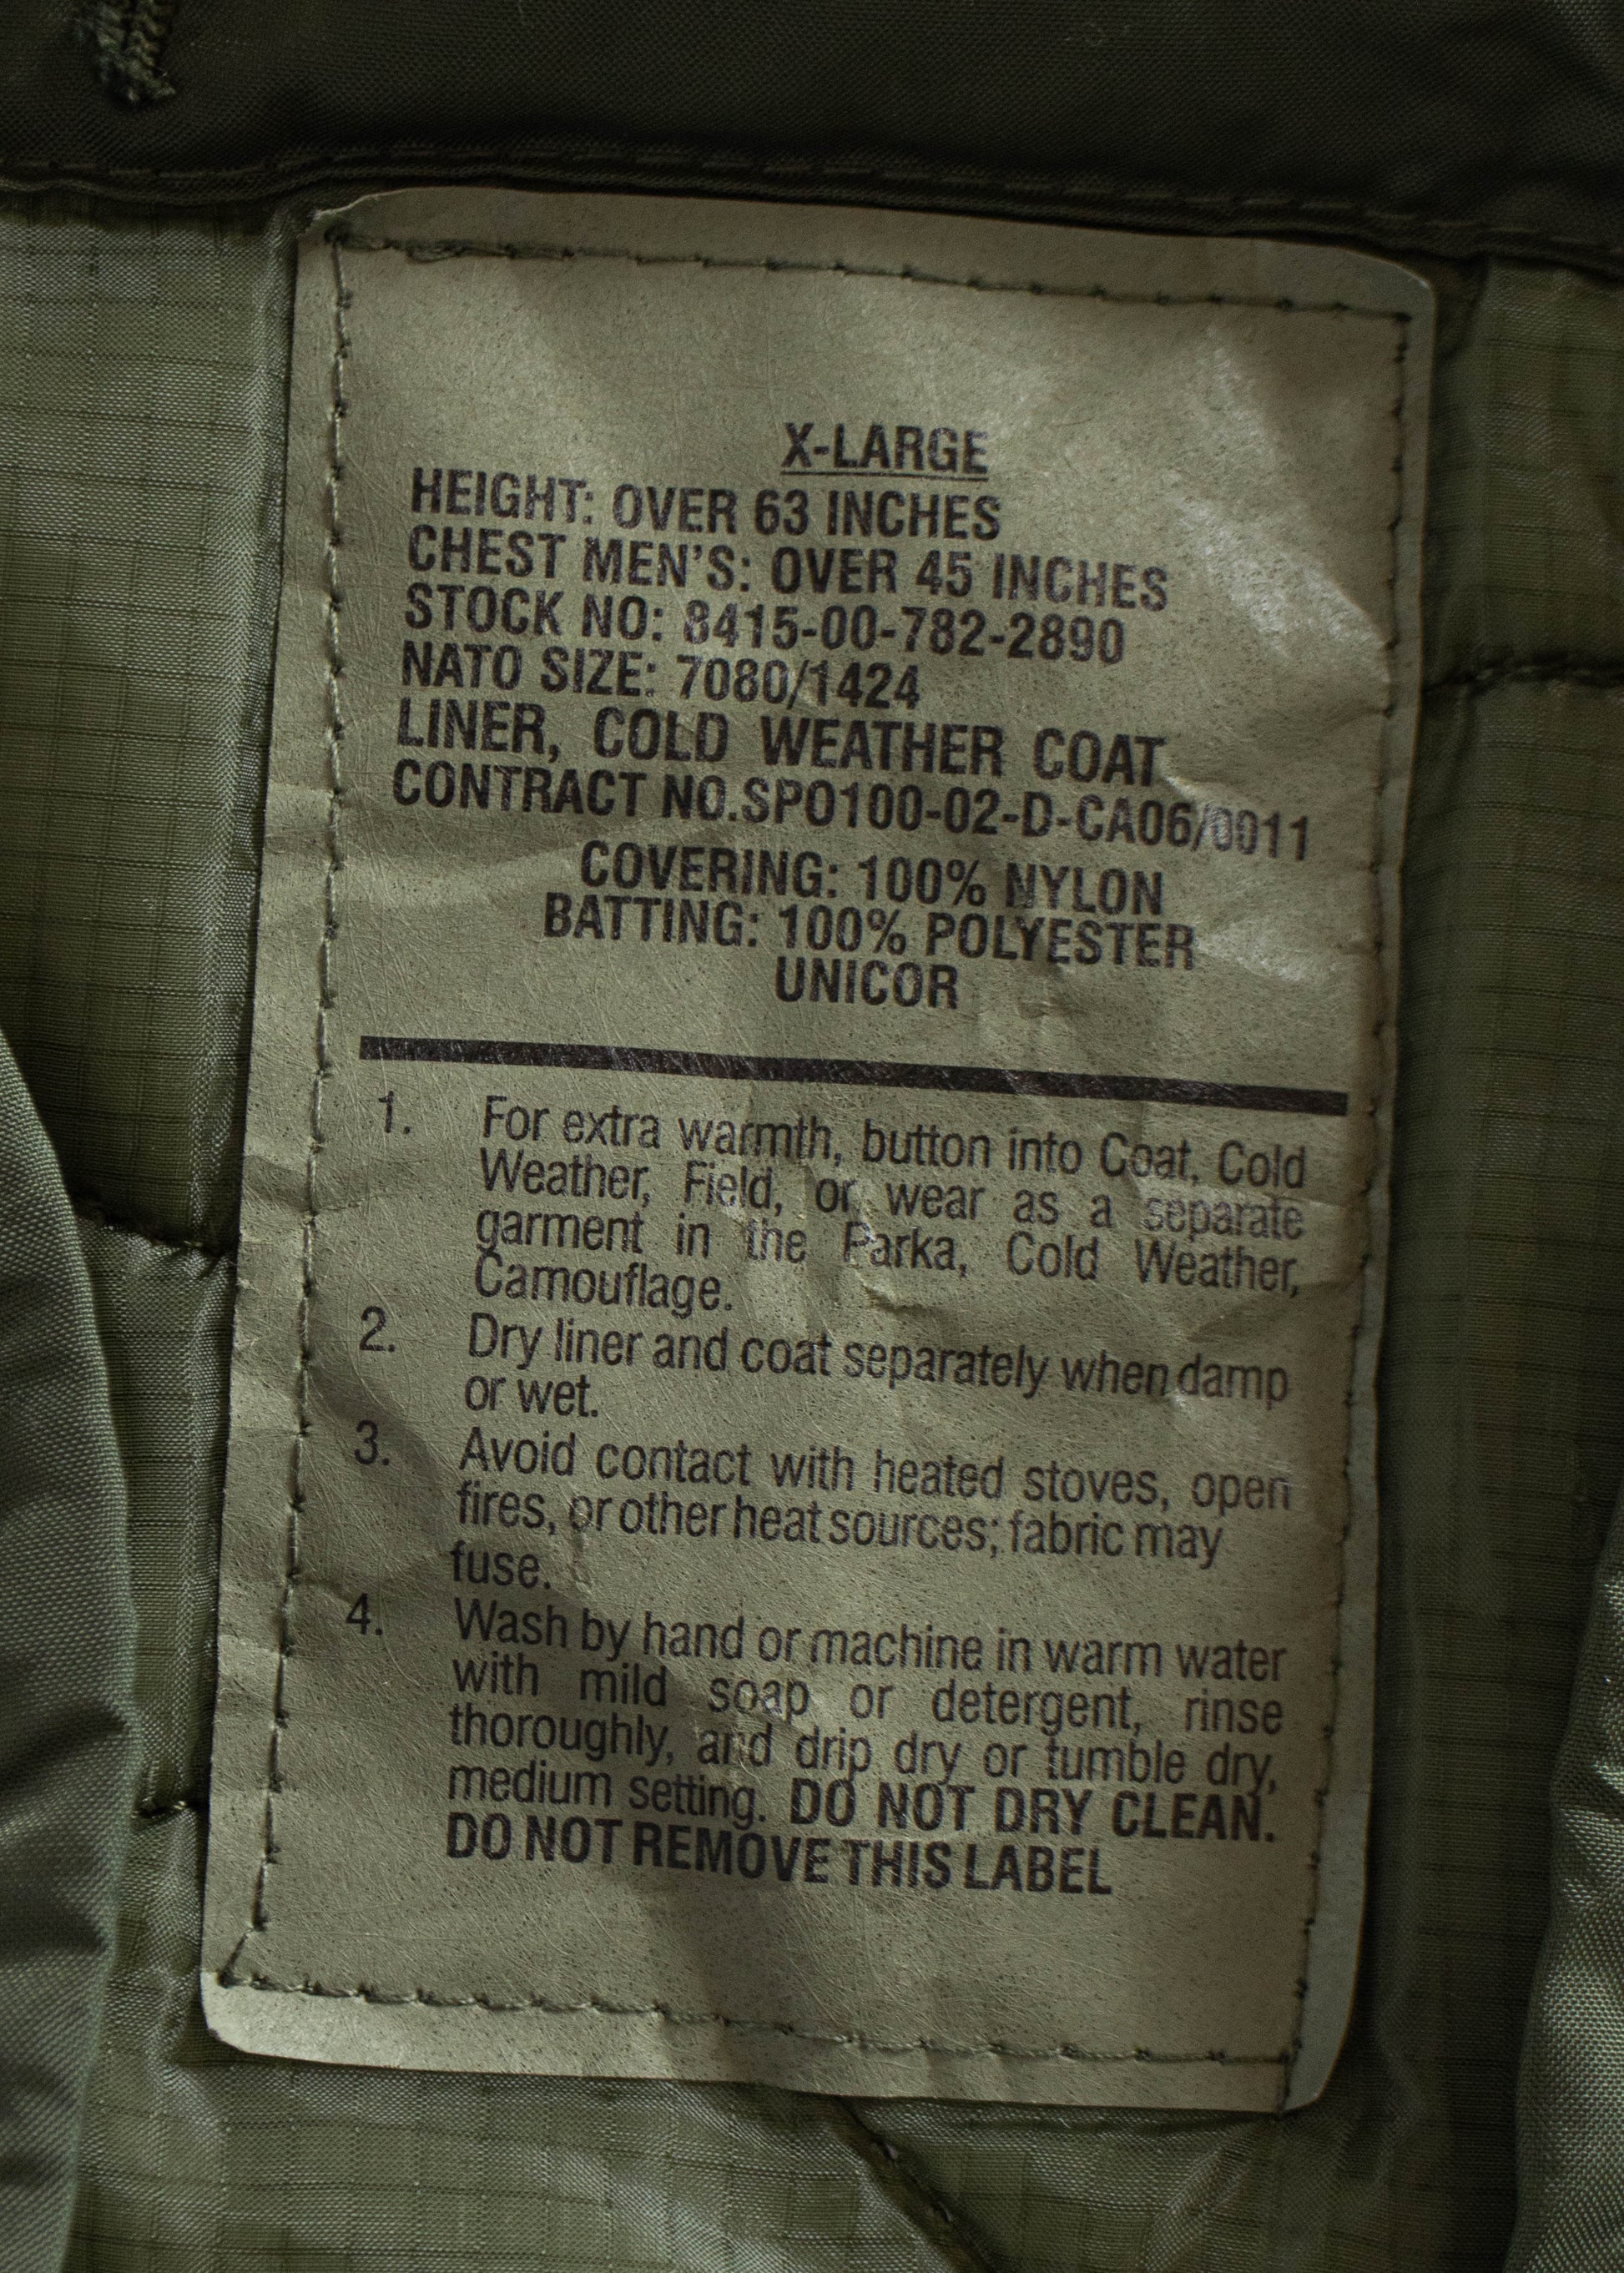 X-LARGE
HEIGHT: OVER 63 INCHES
CHEST MEN'S: OVER 45 INCHES
STOCK NO: 8415-00-782-2890
NATO SIZE: 7080/1424
LINER, COLD WEATHER COAT
CONTRACT NO.SPO100-02-D-CA06/0011
COVERING: 100% NYLON
BATTING: 100% POLYESTER
UNICOR
1. For extra warmth, button into Coat, Cold
Weather, Field, or wear as a separate
garment in the Parka, Cold Weather,
Camouflage.
2. Dry liner and coat separately when damp
or wet.
3. Avoid contact with heated stoves, open
fires, or other heat sources; fabric may
fuse.
4. Wash by hand or machine in warm water
with mild soap or detergent, rinse
thoroughly, and drip dry or tumble dry,
medium setting. DO NOT DRY CLEAN.
DO NOT REMOVE THIS LABEL